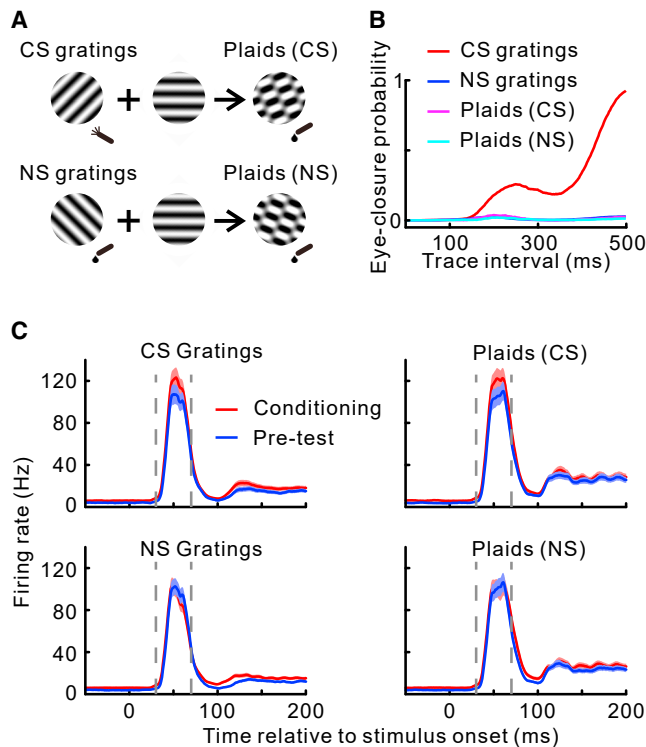 A
CS gratings Plaids (CS)
NS gratings Plaids (NS)
B
CS gratings
NS gratings
Plaids (CS)
Plaids (NS)
Eye-closure probability
1
0
100 300 500
Trace interval (ms)
C
CS Gratings
Conditioning
Pre-test
120
80
40
0
Plaids (CS)
120
80
40
0
NS Gratings
120
80
40
0
0 100 200
Plaids (NS)
120
80
40
0
0 100 200
Firing rate (Hz)
Time relative to stimulus onset (ms)